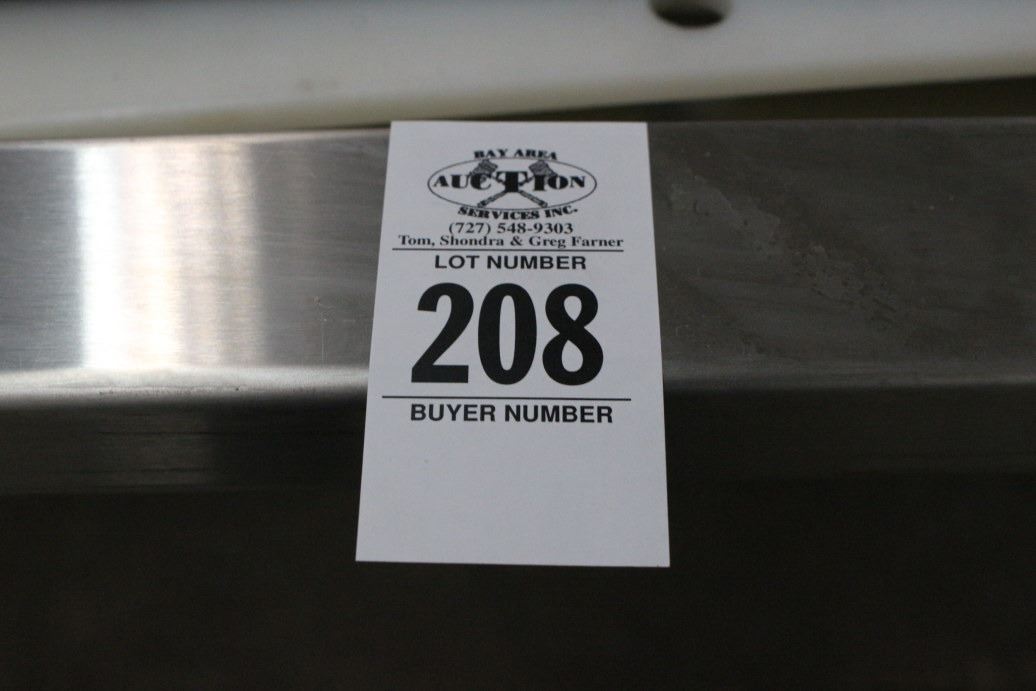 BAY AREA
AUCTION
SERVICES INC.
(727) 548-9303
Tom, Shondra & Greg Farner
LOT NUMBER
208
BUYER NUMBER